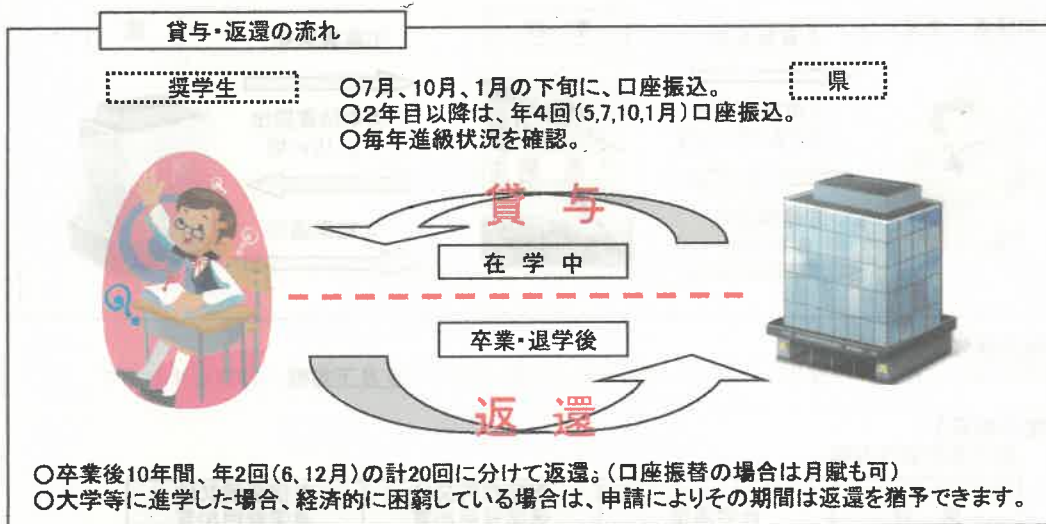 貸与・返還の流れ
奨学生
県
○7月、10月、1月の下旬に、口座振込。
○2年目以降は、年4回(5,7,10,1月)口座振込。
○毎年進級状況を確認。
貸 与
在 学 中
卒業・退学後
返 還
○卒業後10年間、年2回(6、12月)の計20回に分けて返還。(口座振替の場合は月賦も可)
○大学等に進学した場合、経済的に困窮している場合は、申請によりその期間は返還を猶予できます。